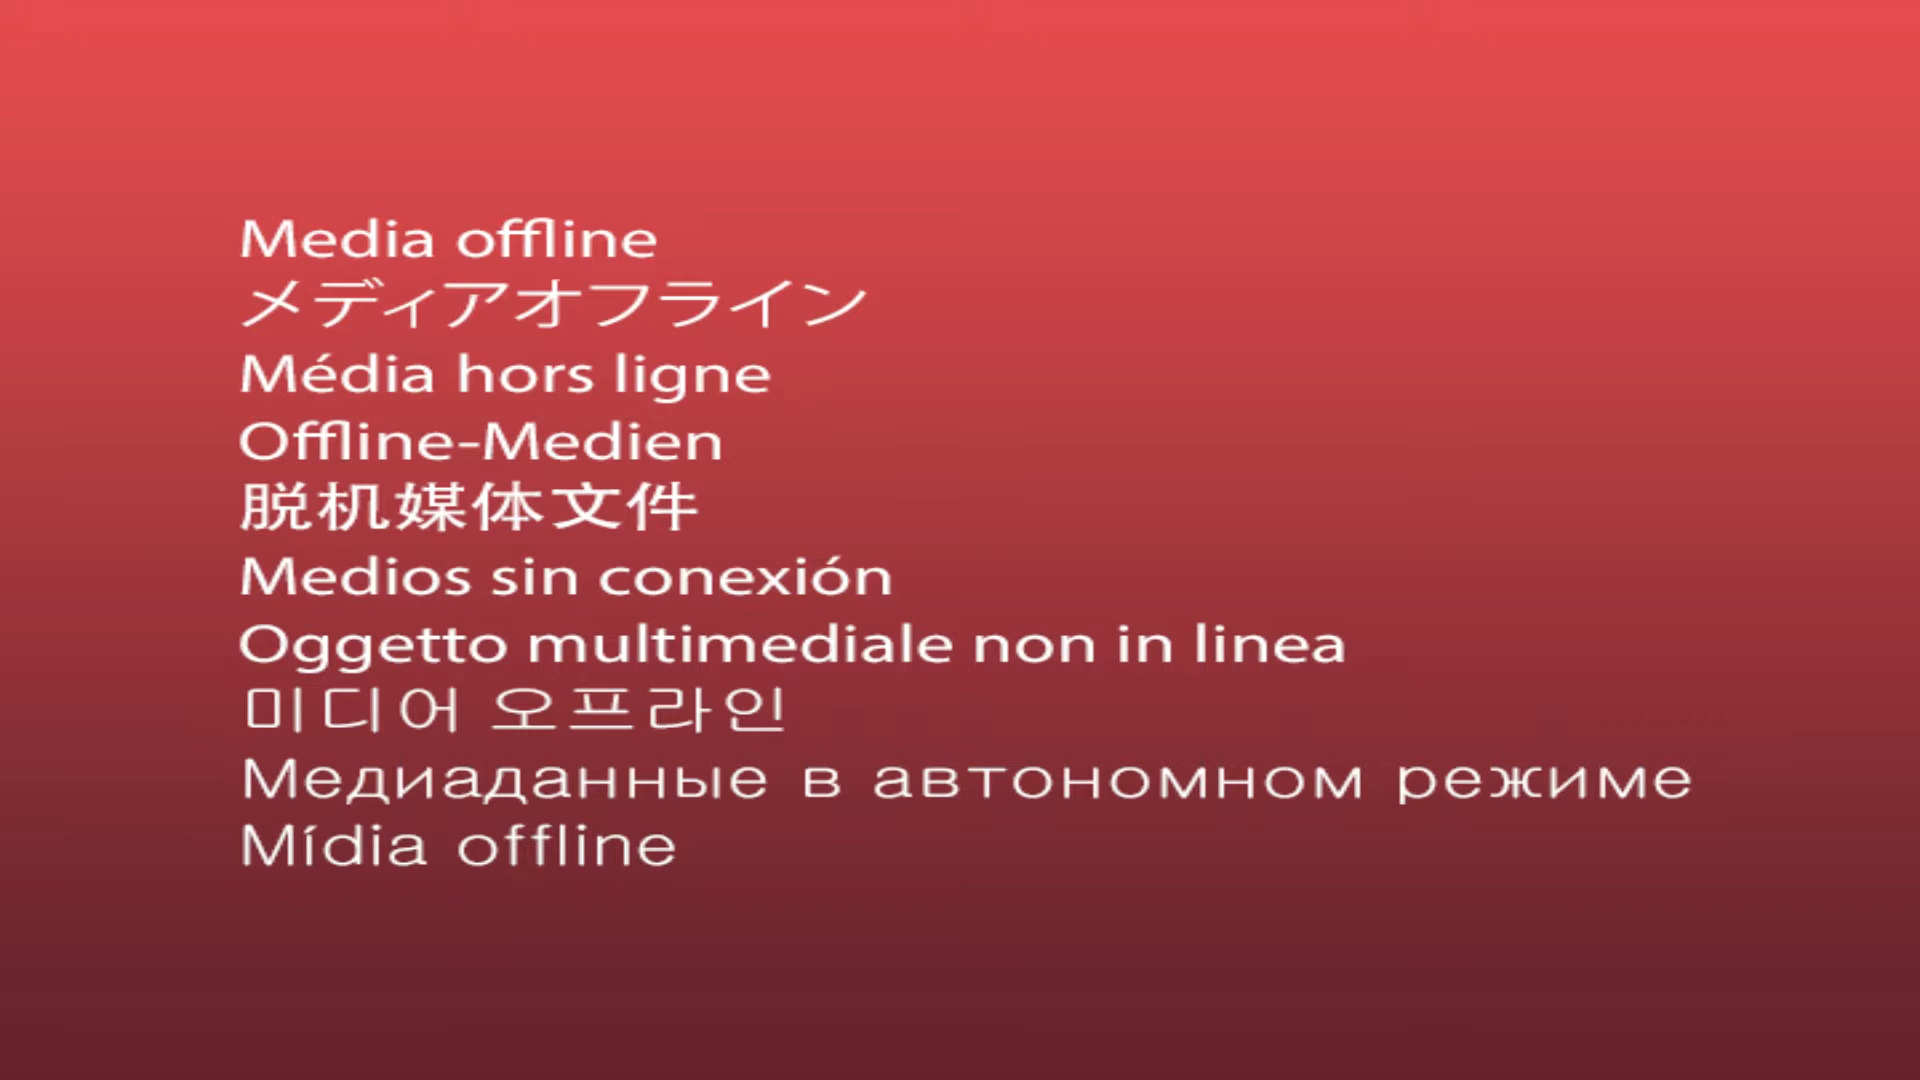 Media offline
メディアオフライン
Média hors ligne
Offline-Medien
脱机媒体文件
Medios sin conexión
Oggetto multimediale non in linea
미디어 오프라인
Медиаданные в автономном режиме
Mídia offline